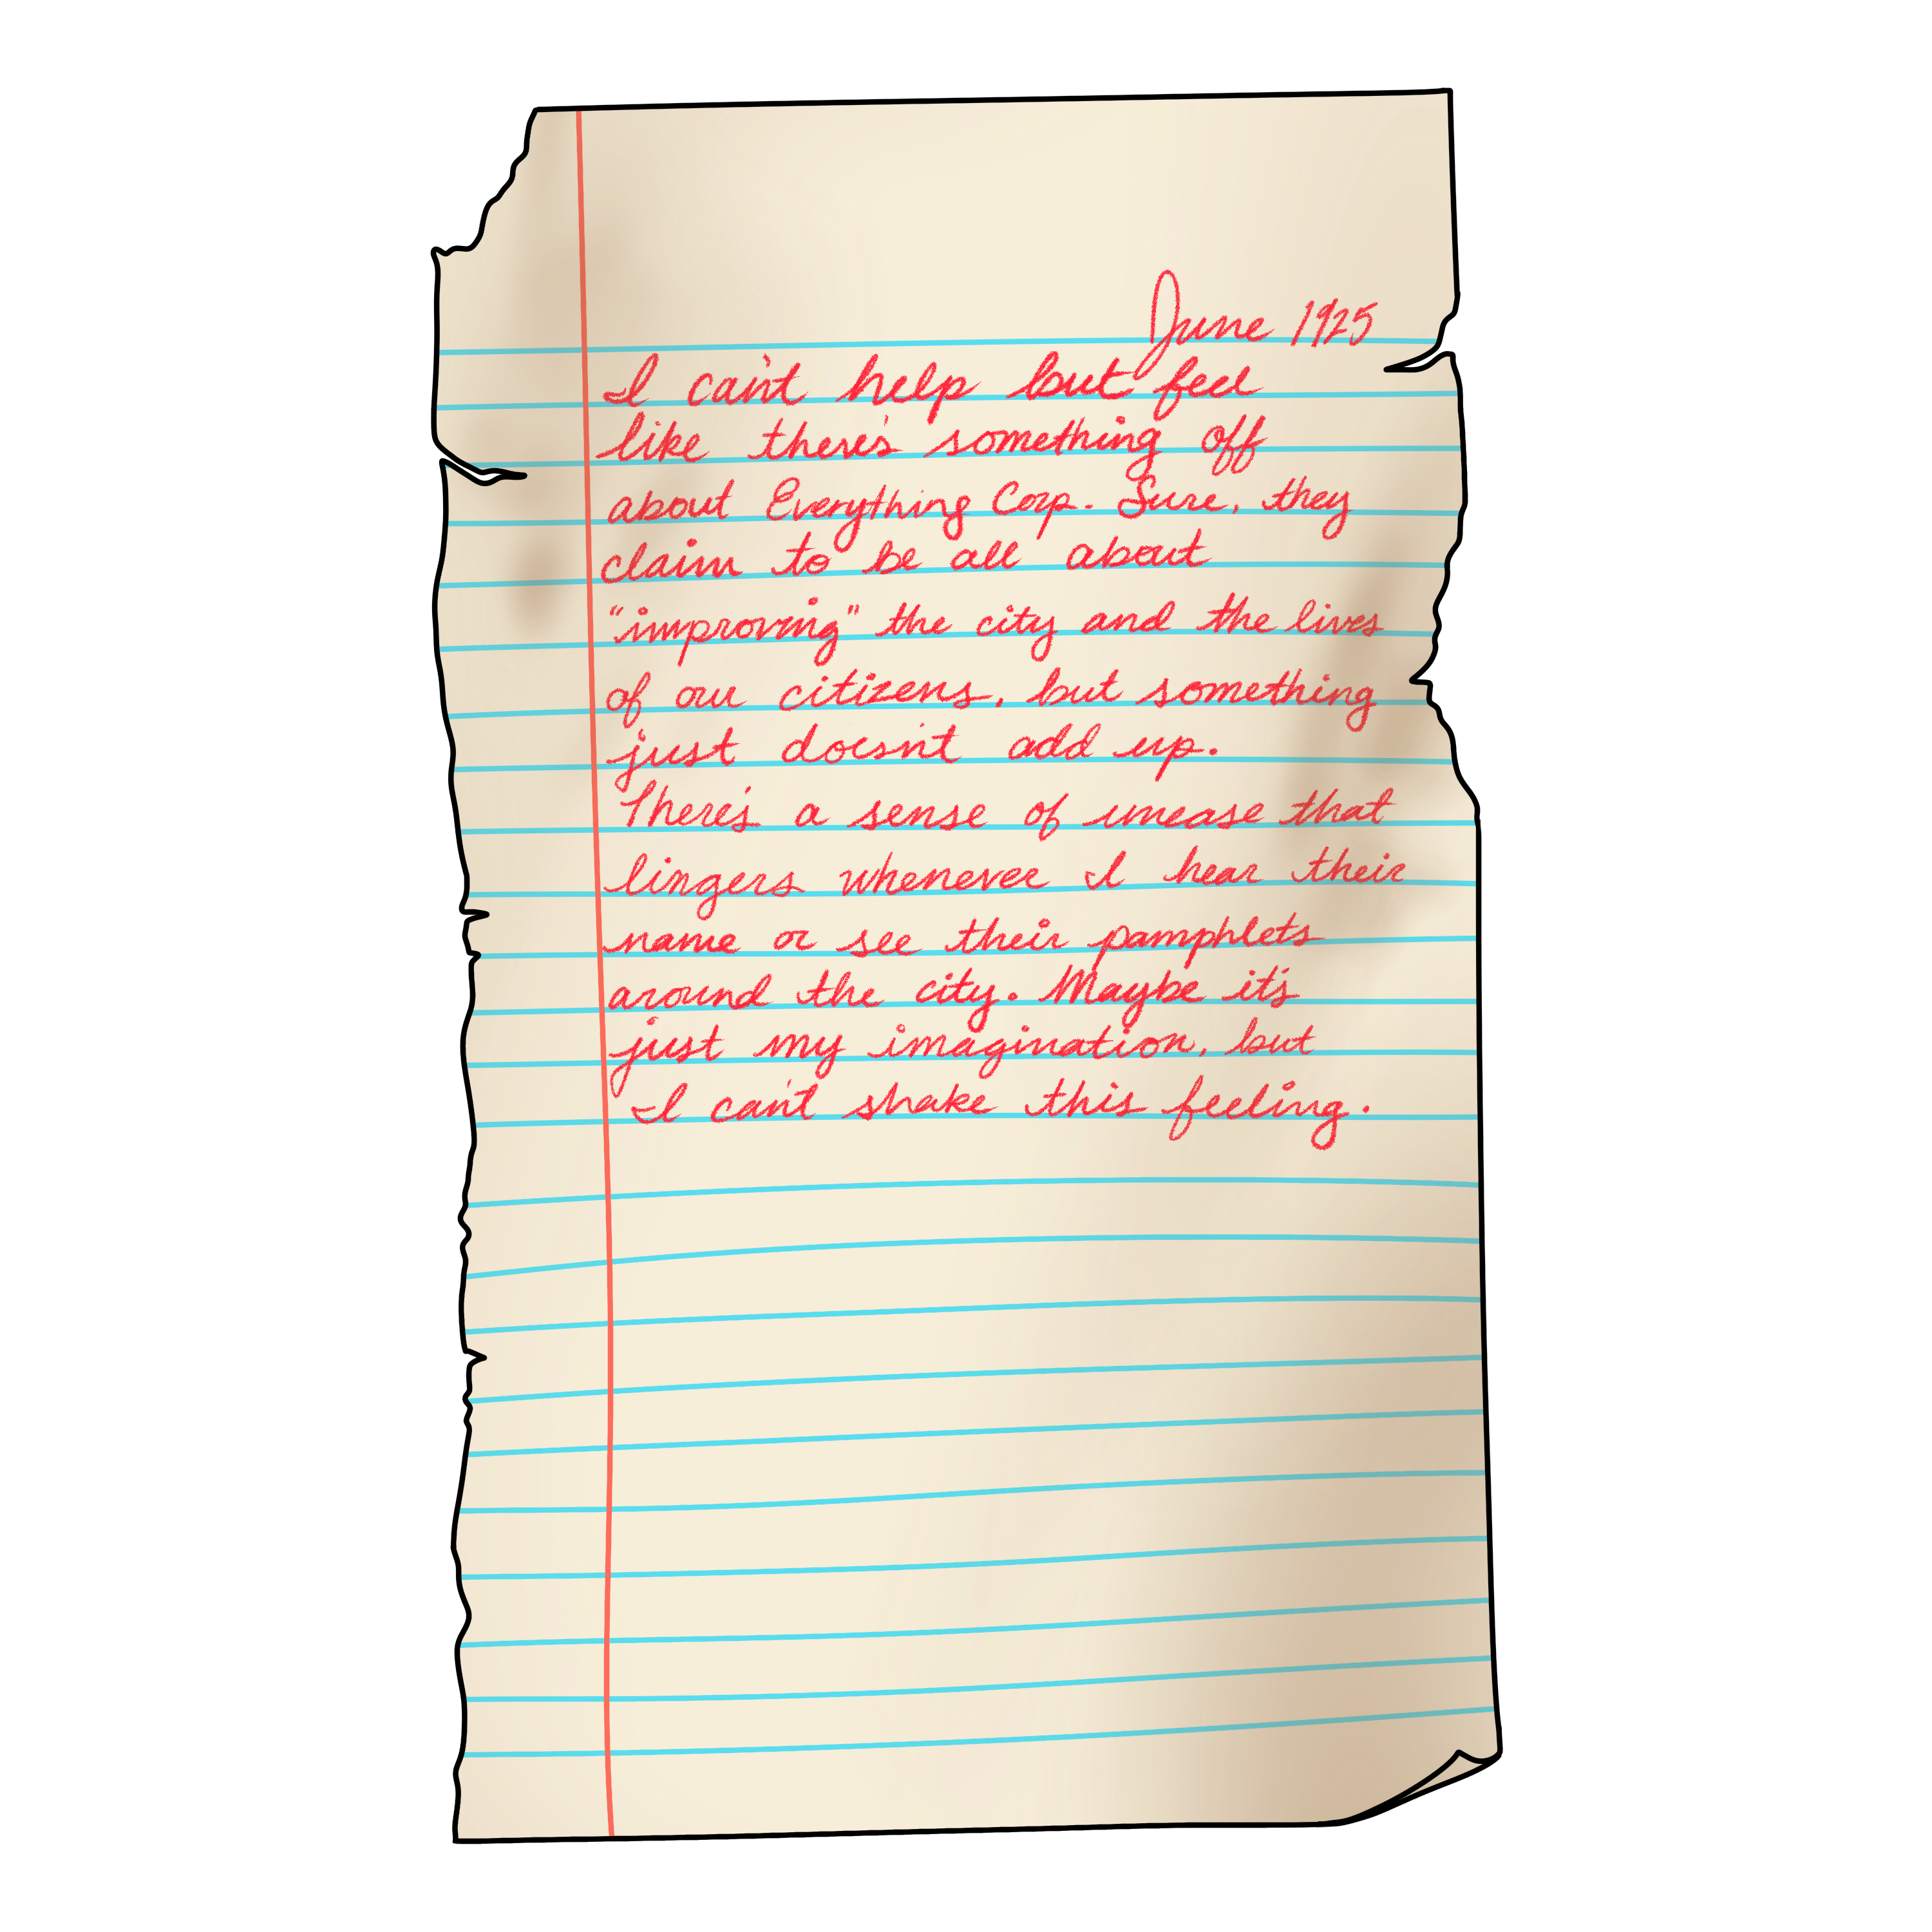 June 1925
I can't help but feel
like there's something off
about Everything Corp. Sure, they
claim to be all about
"improving" the city and the lives
of our citizens, but something
just doesn't add up.
There's a sense of unease that
lingers whenever I hear their
name or see their pamphlets
around the city. Maybe it's
just my imagination, but
I can't shake this feeling.